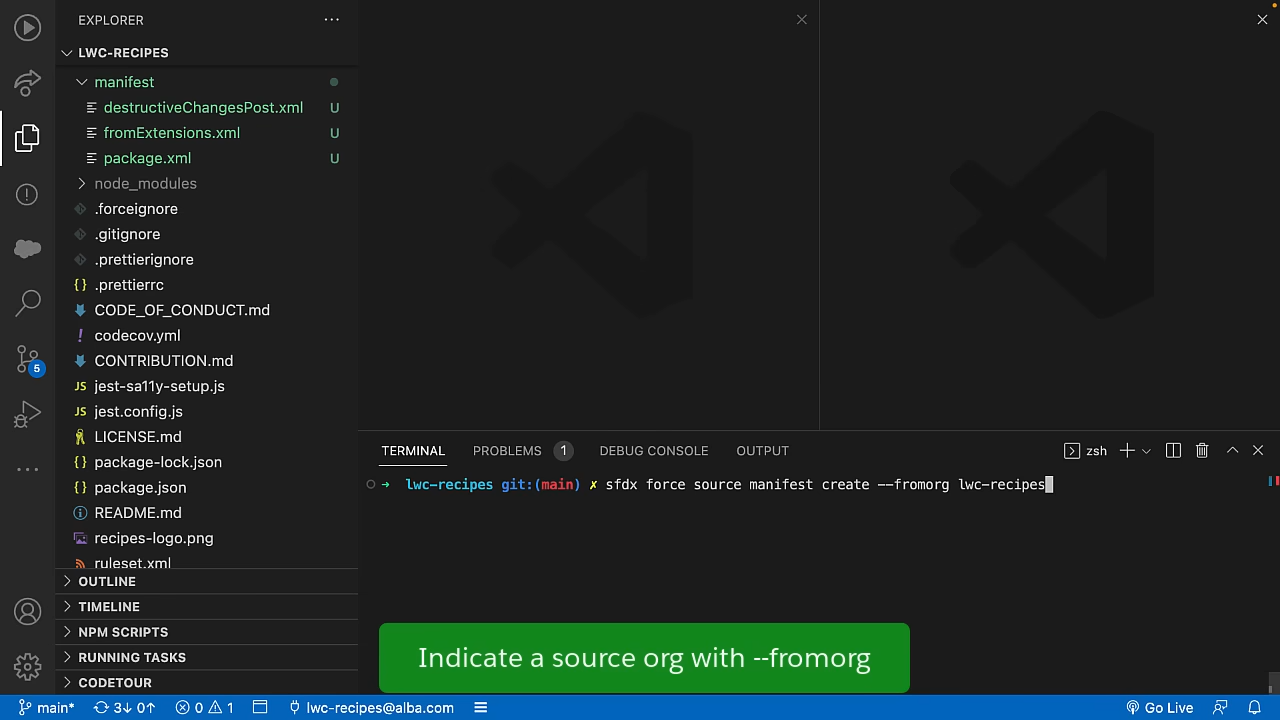 EXPLORER
LWC-RECIPES
manifest
destructiveChangesPost.xml U
fromExtensions.xml U
package.xml U
node_modules
.forceignore
.gitignore
.prettierignore
{} .prettierrc
CODE_OF_CONDUCT.md
! codecov.yml
CONTRIBUTION.md
JS jest-sa11y-setup.js
JS jest.config.js
LICENSE.md
{} package-lock.json
{} package.json
README.md
recipes-logo.png
ruleset.xml
OUTLINE
TIMELINE
NPM SCRIPTS
RUNNING TASKS
CODETOUR
5
TERMINAL PROBLEMS 1 DEBUG CONSOLE OUTPUT zsh
→ lwc-recipes git:(main) ✗ sfdx force source manifest create --fromorg lwc-recipes
Indicate a source org with --fromorg
main* 3↓ 0↑ 0 1 lwc-recipes@alba.com Go Live